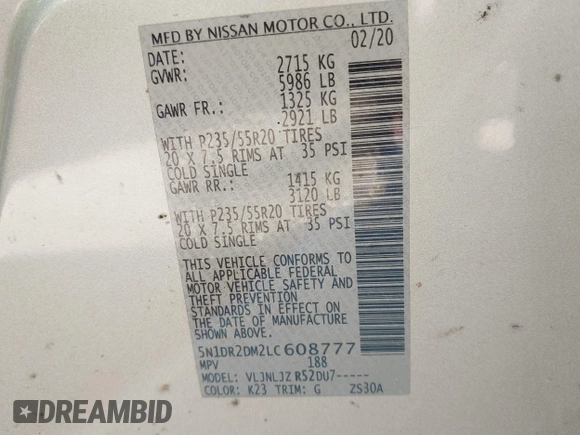 MFD BY NISSAN MOTOR CO., LTD.
DATE: 02/20
GVWR: 2715 KG
5986 LB
GAWR FR.: 1325 KG
2921 LB
WITH P235/55R20 TIRES
20 X 7.5 RIMS AT 35 PSI
COLD SINGLE
GAWR RR.: 1415 KG
3120 LB
WITH P235/55R20 TIRES
20 X 7.5 RIMS AT 35 PSI
COLD SINGLE
THIS VEHICLE CONFORMS TO
ALL APPLICABLE FEDERAL
MOTOR VEHICLE SAFETY AND
THEFT PREVENTION
STANDARDS IN EFFECT ON
THE DATE OF MANUFACTURE
SHOWN ABOVE.
5N1DR2DM2LC608777
MPV 188
MODEL: VLJNLJZ R52DU7-----
COLOR: K23 TRIM: G ZS30A
DREAMBID